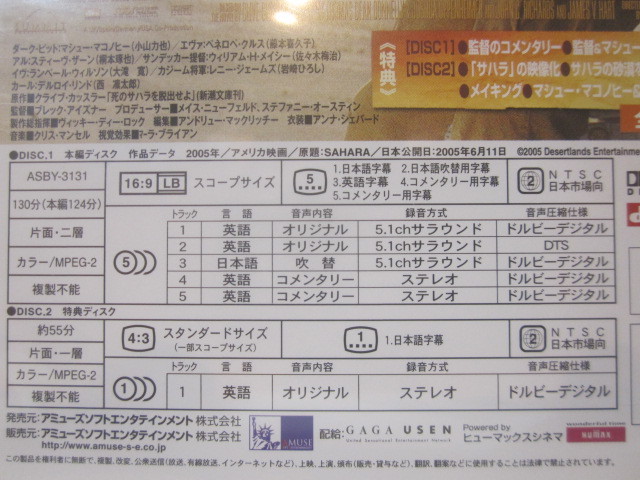 ダーク・ピット:マシュー・マコノヒー(小山力也)/エヴァ:ペネロペ・クルス(脇本喜久子)
アル:スティーヴ・ザーン(桐本琢也)/サンデッカー提督:ウィリアム・H・メイシー(佐々木梅治)
イヴ:ランベール・ウィルソン(大滝 寛)/カジーム将軍:レニー・ジェームズ(岩崎ひろし)
カール:デルロイ・リンド(西 凛太郎)
原作●クライブ・カッスラー「死のサハラを脱出せよ」(新潮文庫刊)
監督●ブレック・アイズナー プロデューサー●メイス・ニューフェルド、ステファニー・オースティン
製作総指揮●ヴィッキー・ディー・ロック 編集●アンドリュー・マックリッチー 衣装●アンナ・シェパード
音楽●クリス・マンセル 視覚効果●マーラ・ブライアン
《特典》
[DISC1]●監督のコメンタリー●監督&マシュー・
[DISC2]●「サハラ」の映像化●サハラの砂漠
●メイキング●マシュー・マコノヒー
●DISC.1 本編ディスク 作品データ 2005年/アメリカ映画/原題:SAHARA/日本公開日:2005年6月11日 ©2005 Desertlands Entertainme
ASBY-3131
130分(本編124分)
片面・二層
カラー/MPEG-2
複製不能
16:9 LB スコープサイズ
5 1.日本語字幕 2.日本語吹替用字幕
3.英語字幕 4.コメンタリー用字幕
5.コメンタリー用字幕
2 NTSC
日本市場向
5
トラック 言語 音声内容 録音方式 音声圧縮仕様
1 英語 オリジナル 5.1chサラウンド ドルビーデジタル
2 英語 オリジナル 5.1chサラウンド DTS
3 日本語 吹替 5.1chサラウンド ドルビーデジタル
4 英語 コメンタリー ステレオ ドルビーデジタル
5 英語 コメンタリー ステレオ ドルビーデジタル
●DISC.2 特典ディスク
約55分
片面・一層
カラー/MPEG-2
複製不能
4:3 スタンダードサイズ
(一部スコープサイズ)
1 1.日本語字幕
2 NTSC
日本市場向
1
トラック 言語 音声内容 録音方式 音声圧縮仕様
1 英語 オリジナル ステレオ ドルビーデジタル
発売元:アミューズソフトエンタテインメント株式会社
販売元:アミューズソフトエンタテインメント株式会社
http://www.amuse-s-e.co.jp
AMUSE
配給:GAGA USEN
Powered by
ヒューマックスシネマ
HUMAX
この製品を権利者に無断で、複製、改変、公衆送信(放送、有線放送、インターネットなど)、上映、上演、頒布(販売・貸与など)、翻訳、翻案などに使用することは法律で禁止されています。